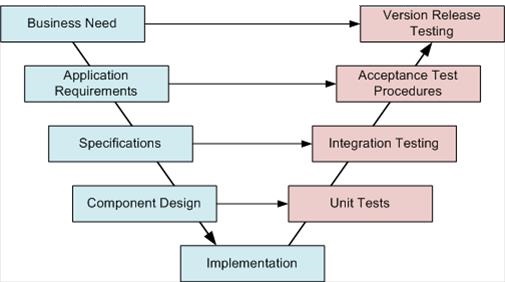 Business Need
Version Release
Testing
Application
Requirements
Acceptance Test
Procedures
Specifications
Integration Testing
Component Design
Unit Tests
Implementation